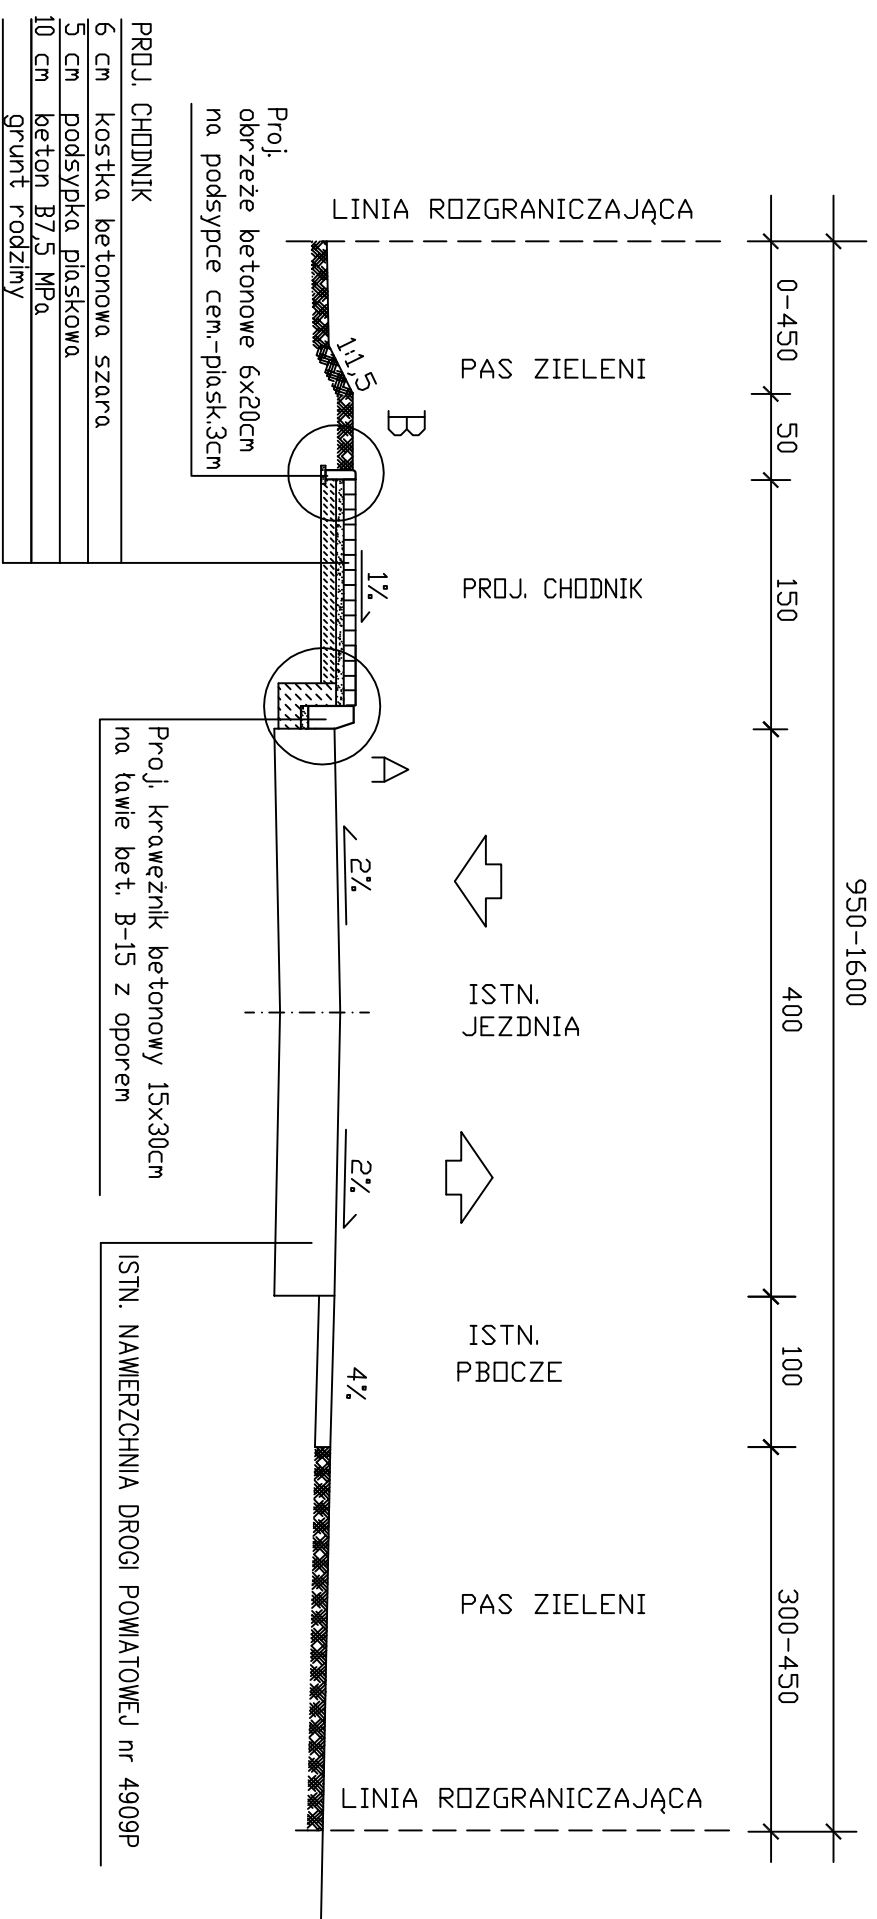 950-1600
0-450
50
150
400
100
300-450
LINIA ROZGRANICZAJĄCA
PAS ZIELENI
PROJ. CHODNIK
ISTN.
JEZDNIA
ISTN.
PBOCZE
PAS ZIELENI
LINIA ROZGRANICZAJĄCA
1:1,5
B
1%
A
2%
2%
4%
Proj.
obrzeże betonowe 6x20cm
na podsypce cem.-piask.3cm
PROJ. CHODNIK
6 cm kostka betonowa szara
5 cm podsypka piaskowa
10 cm beton B7,5 MPa
grunt rodzimy
Proj. krawężnik betonowy 15x30cm
na ławie bet. B-15 z oporem
ISTN. NAWIERZCHNIA DROGI POWIATOWEJ nr 4909P